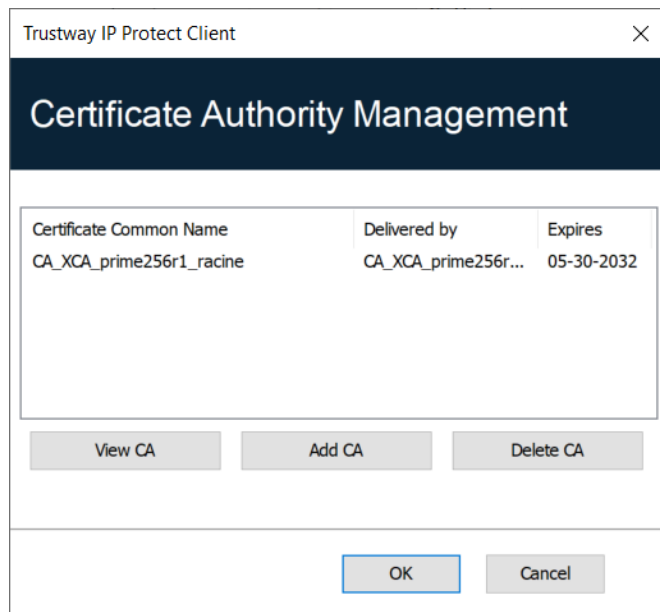 Trustway IP Protect Client
Certificate Authority Management
Certificate Common Name Delivered by Expires
CA_XCA_prime256r1_racine CA_XCA_prime256r... 05-30-2032
View CA Add CA Delete CA
OK Cancel